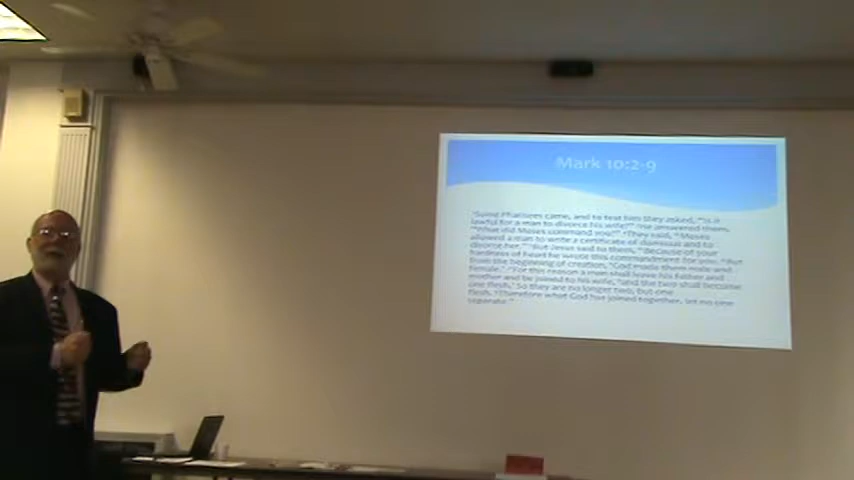 Mark 10:2-9
Some Pharisees came, and to test him they asked, "Is it
lawful for a man to divorce his wife?" He answered them,
"What did Moses command you?" They said, "Moses
allowed a man to write a certificate of dismissal and to
divorce her." But Jesus said to them, "Because of your
hardness of heart he wrote this commandment for you. But
from the beginning of creation, 'God made them male and
female.' 'For this reason a man shall leave his father and
mother and be joined to his wife, and the two shall become
one flesh.' So they are no longer two, but one
flesh. Therefore what God has joined together, let no one
separate."